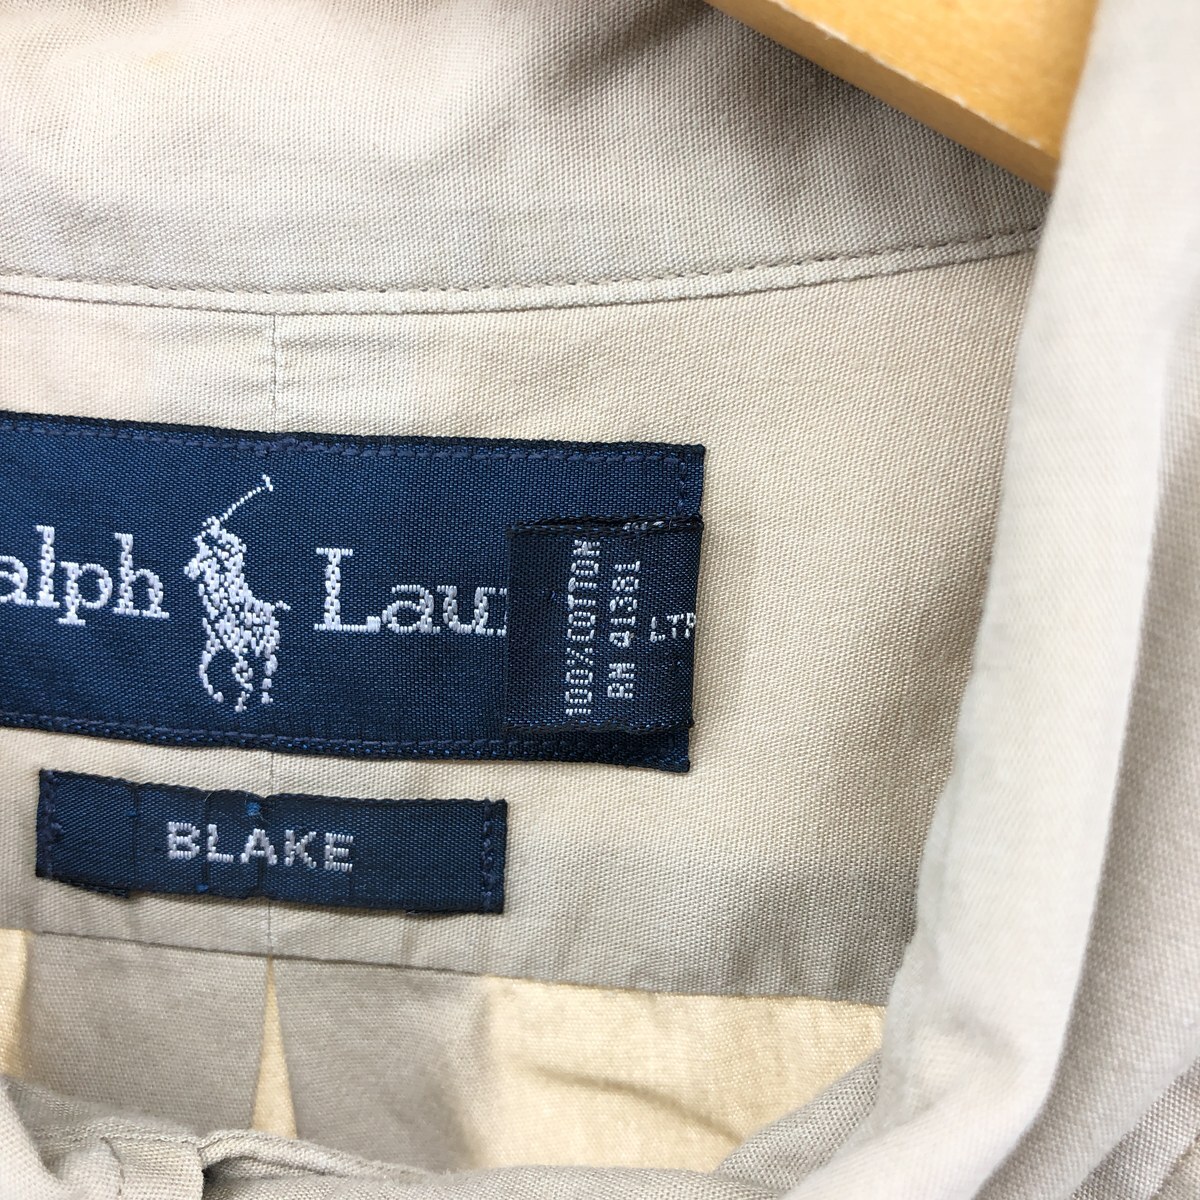 alph Lau
100% COTTON
RN 41381
LTR
BLAKE